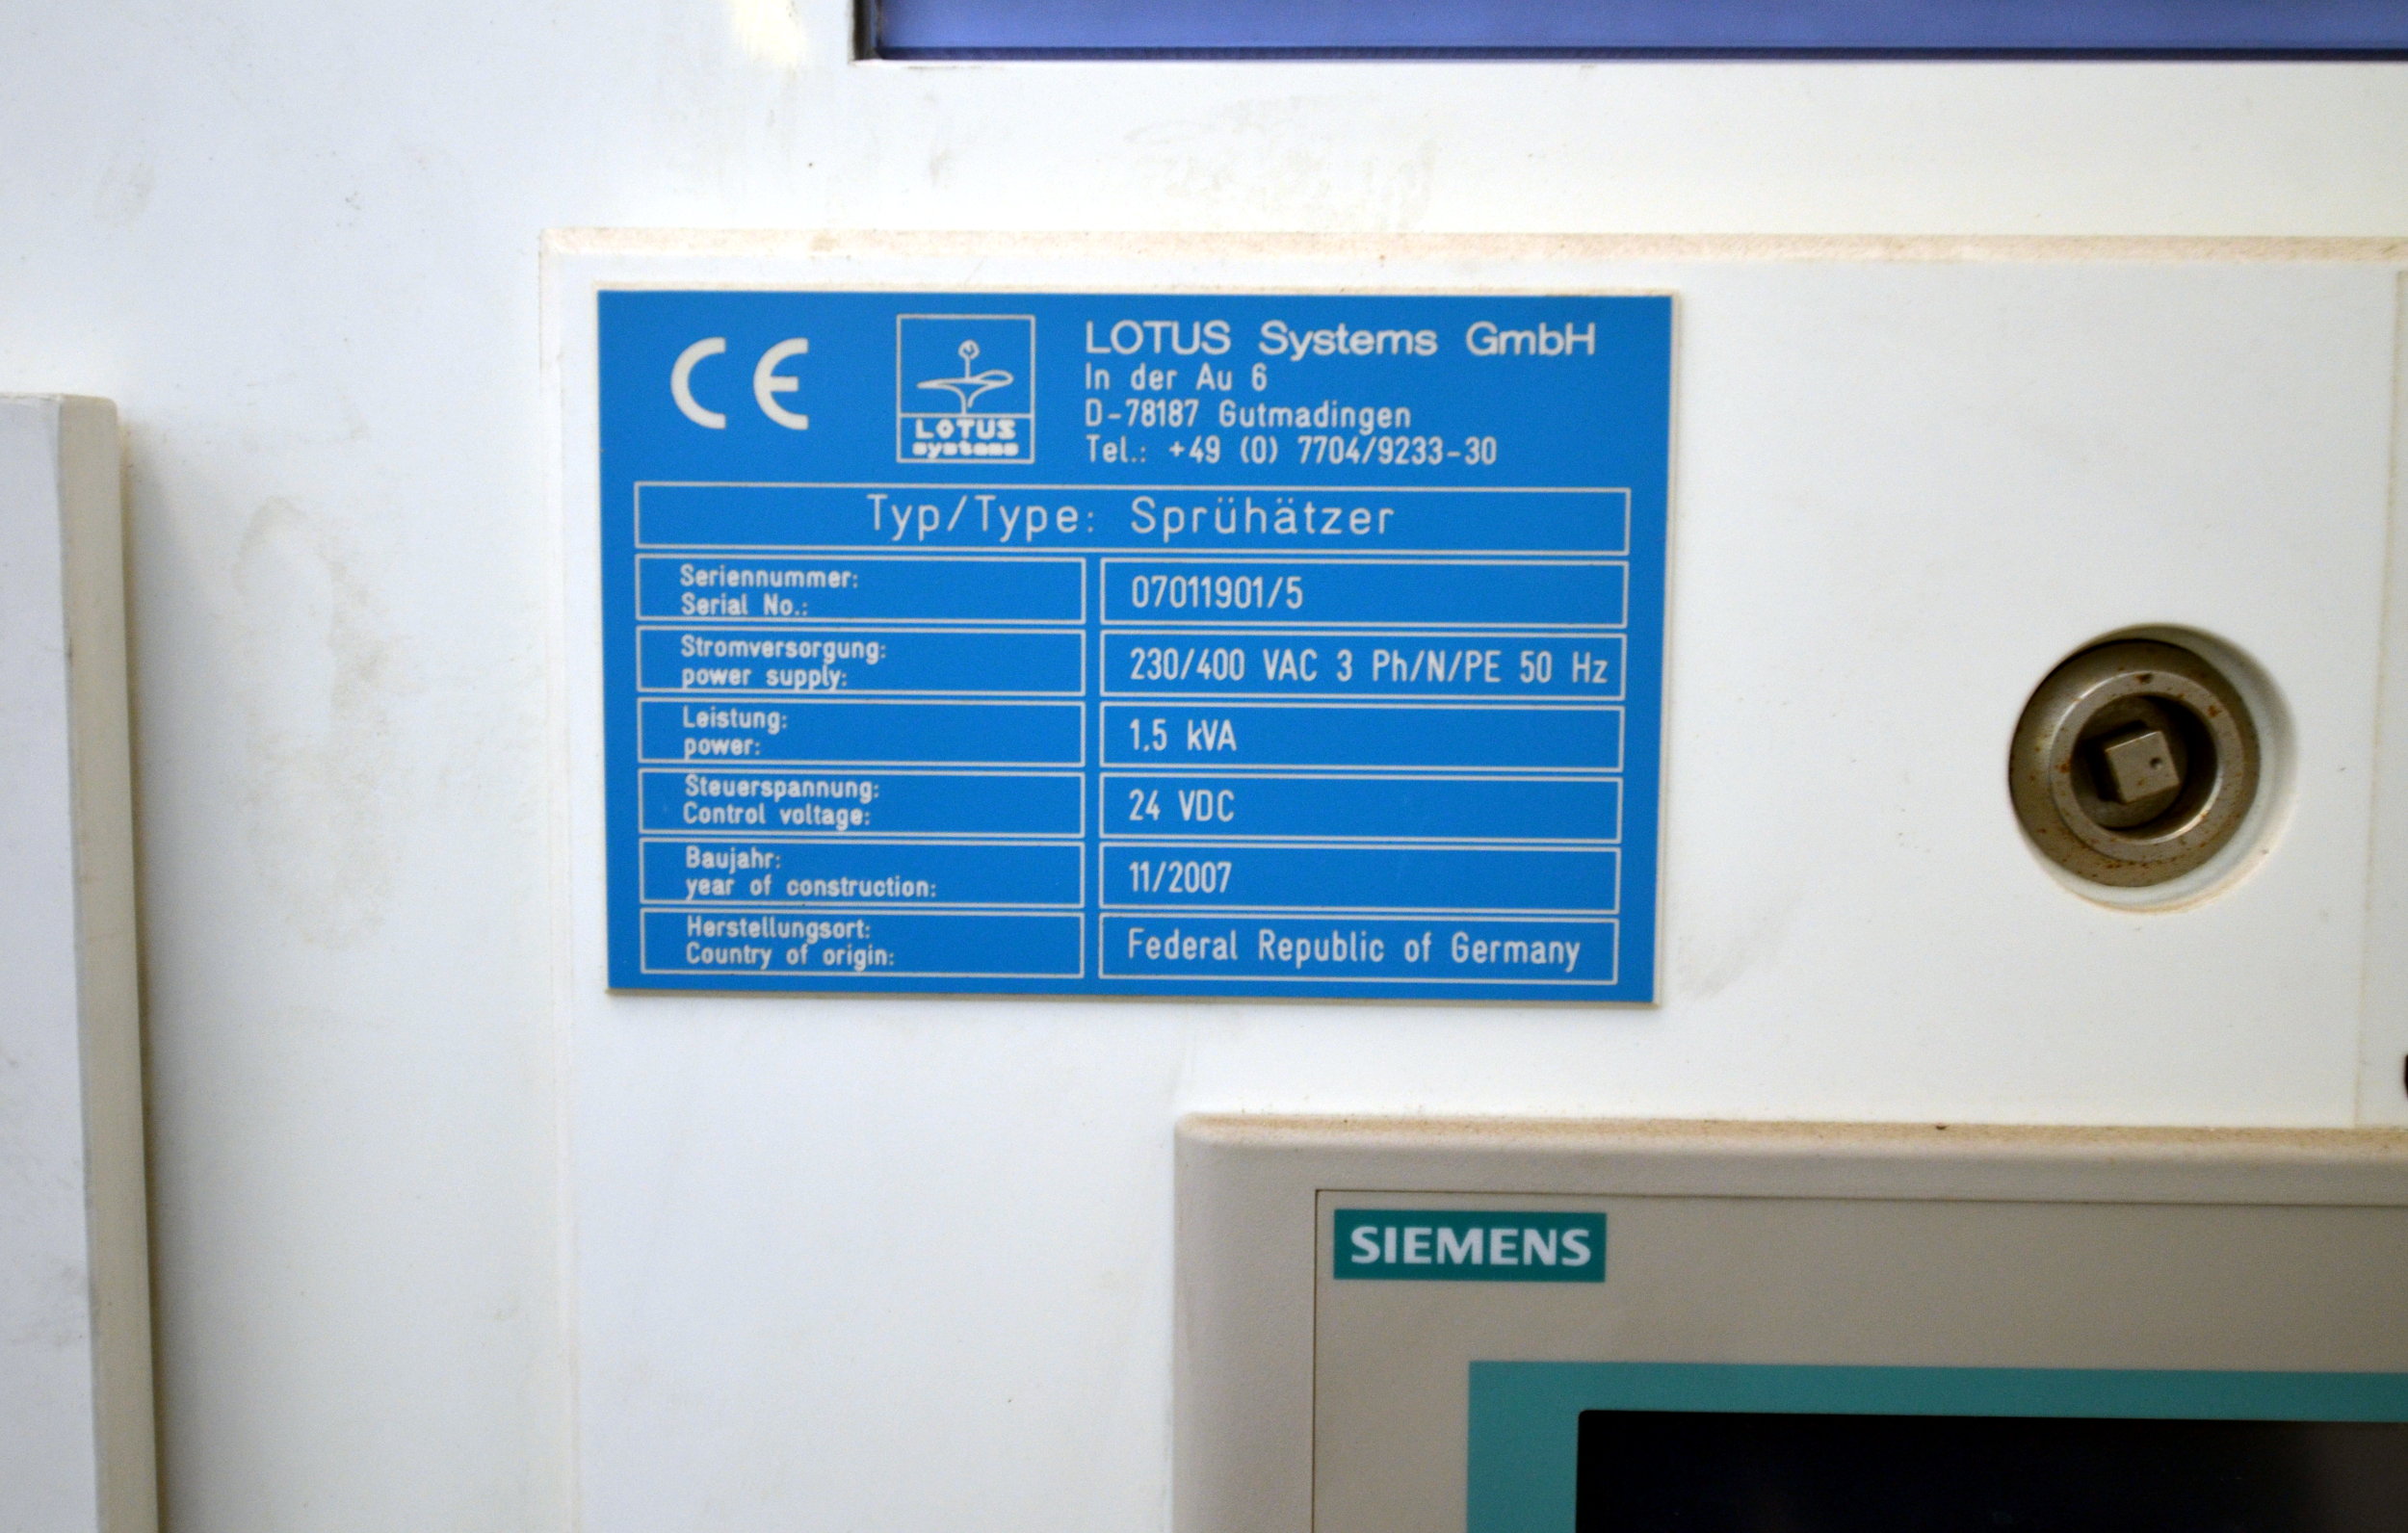 CE
LOTUS
systems
LOTUS Systems GmbH
In der Au 6
D-78187 Gutmadingen
Tel.: +49 (0) 7704/9233-30
Typ/Type: Sprühätzer
Seriennummer:
Serial No.:
07011901/5
Stromversorgung:
power supply:
230/400 VAC 3 Ph/N/PE 50 Hz
Leistung:
power:
1.5 kVA
Steuerspannung:
Control voltage:
24 VDC
Baujahr:
year of construction:
11/2007
Herstellungsort:
Country of origin:
Federal Republic of Germany
SIEMENS